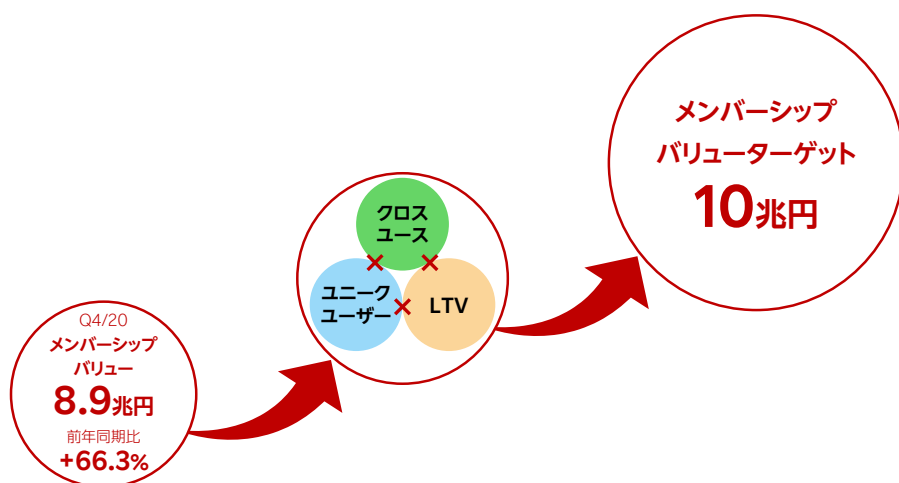 メンバーシップ
バリューターゲット
10兆円
クロス
ユース
×
×
ユニーク
ユーザー
×
LTV
Q4/20
メンバーシップ
バリュー
8.9兆円
前年同期比
+66.3%